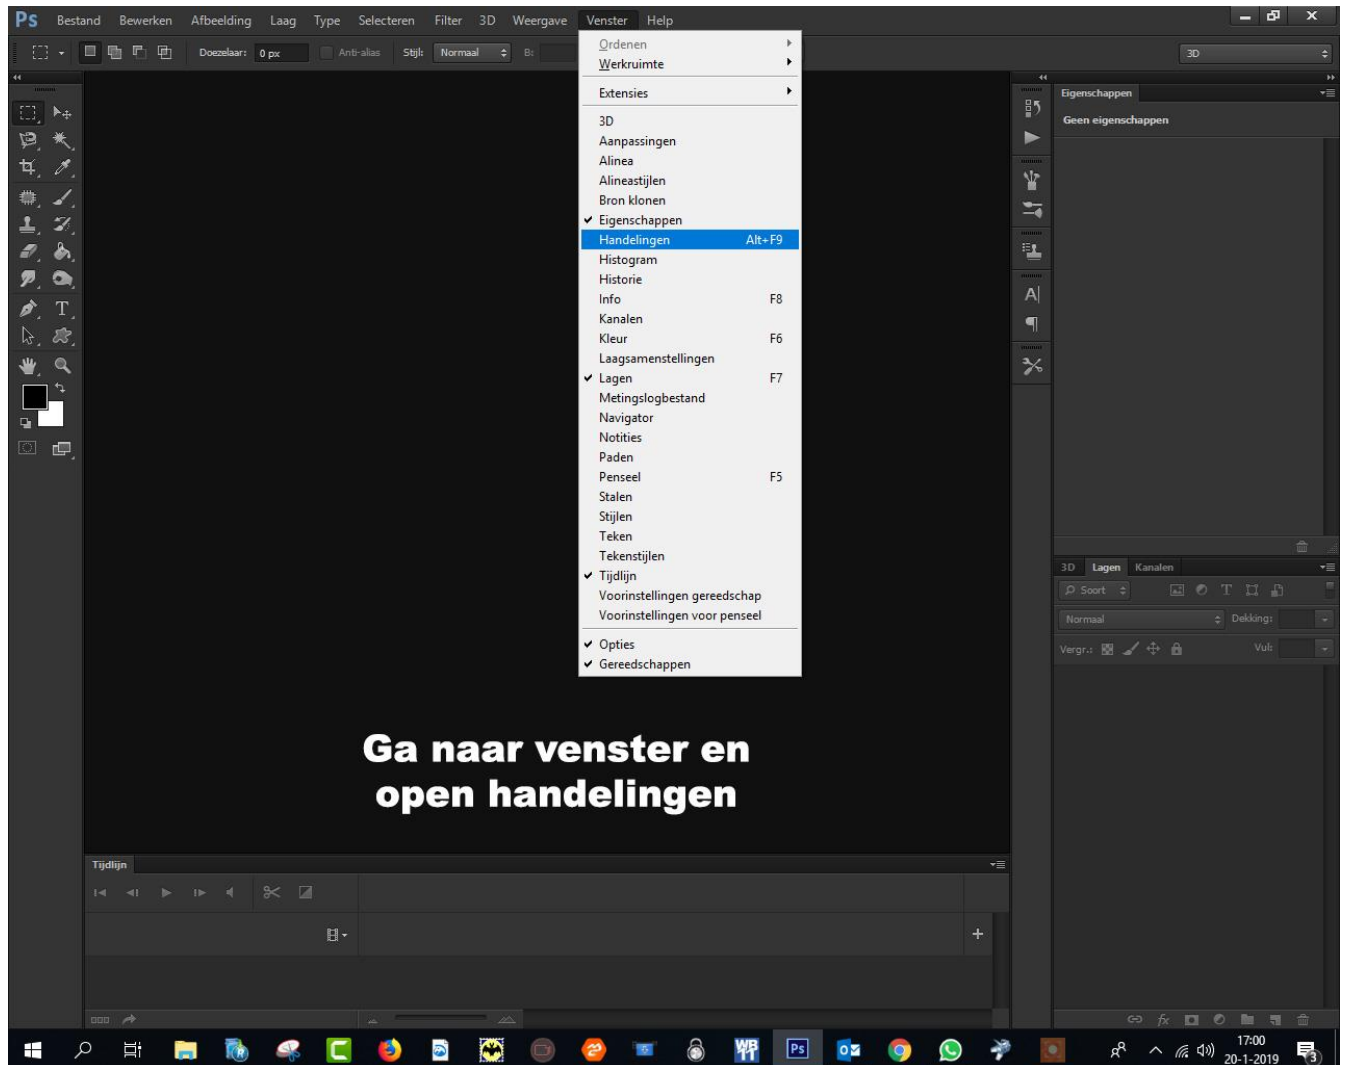 Ps Bestand Bewerken Afbeelding Laag Type Selecteren Filter 3D Weergave Venster Help
Doezelaar: 0 px Anti-alias Stijl: Normaal B: 3D
Ordenen
Werkruimte
Extensies
3D
Aanpassingen
Alinea
Alineastijlen
Bron klonen
Eigenschappen
Handelingen Alt+F9
Histogram
Historie
Info F8
Kanalen
Kleur F6
Laagsamenstellingen
Lagen F7
Metingslogbestand
Navigator
Notities
Paden
Penseel F5
Stalen
Stijlen
Teken
Tekenstijlen
Tijdlijn
Voorinstellingen gereedschap
Voorinstellingen voor penseel
Opties
Gereedschappen
Eigenschappen
Geen eigenschappen
3D Lagen Kanalen
Soort
Normaal Dekking:
Vergr.: Vul:
Ga naar venster en
open handelingen
Tijdlijn
17:00
20-1-2019